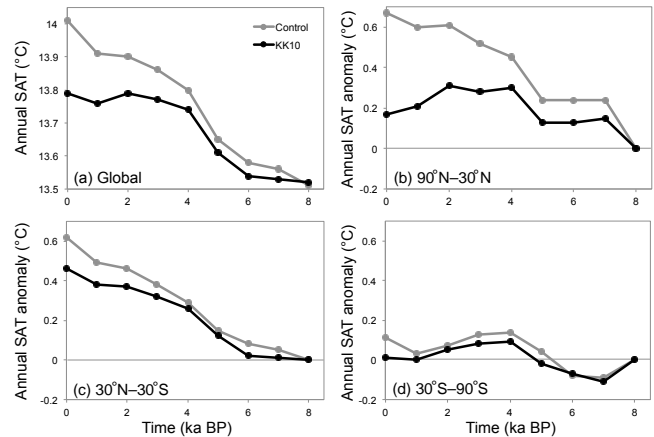 Annual SAT (°C)
14
13.9
13.8
13.7
13.6
13.5
Control
KK10
(a) Global
0 2 4 6 8
Annual SAT anomaly (°C)
0.6
0.4
0.2
0
-0.2
(b) 90°N–30°N
0 2 4 6 8
Annual SAT anomaly (°C)
0.6
0.4
0.2
0
-0.2
(c) 30°N–30°S
0 2 4 6 8
Time (ka BP)
Annual SAT anomaly (°C)
0.6
0.4
0.2
0
-0.2
(d) 30°S–90°S
0 2 4 6 8
Time (ka BP)